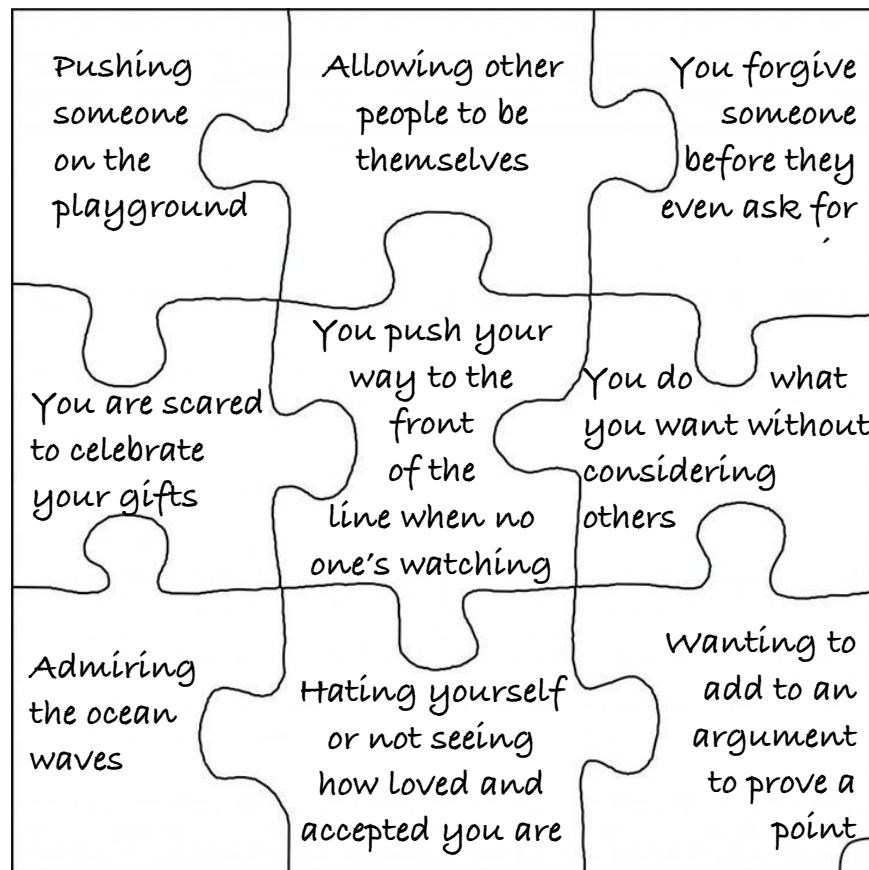 Pushing
someone
on the
playground
Allowing other
people to be
themselves
You forgive
someone
before they
even ask for
You are scared
to celebrate
your gifts
You push your
way to the
front
of the
line when no
one's watching
You do what
you want without
considering
others
Admiring
the ocean
waves
Hating yourself
or not seeing
how loved and
accepted you are
Wanting to
add to an
argument
to prove a
point